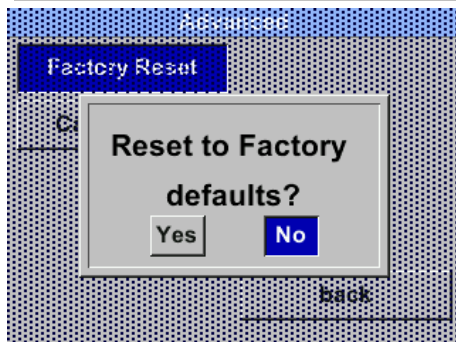 Advanced
Factory Reset
Reset to Factory
defaults?
Yes No
back